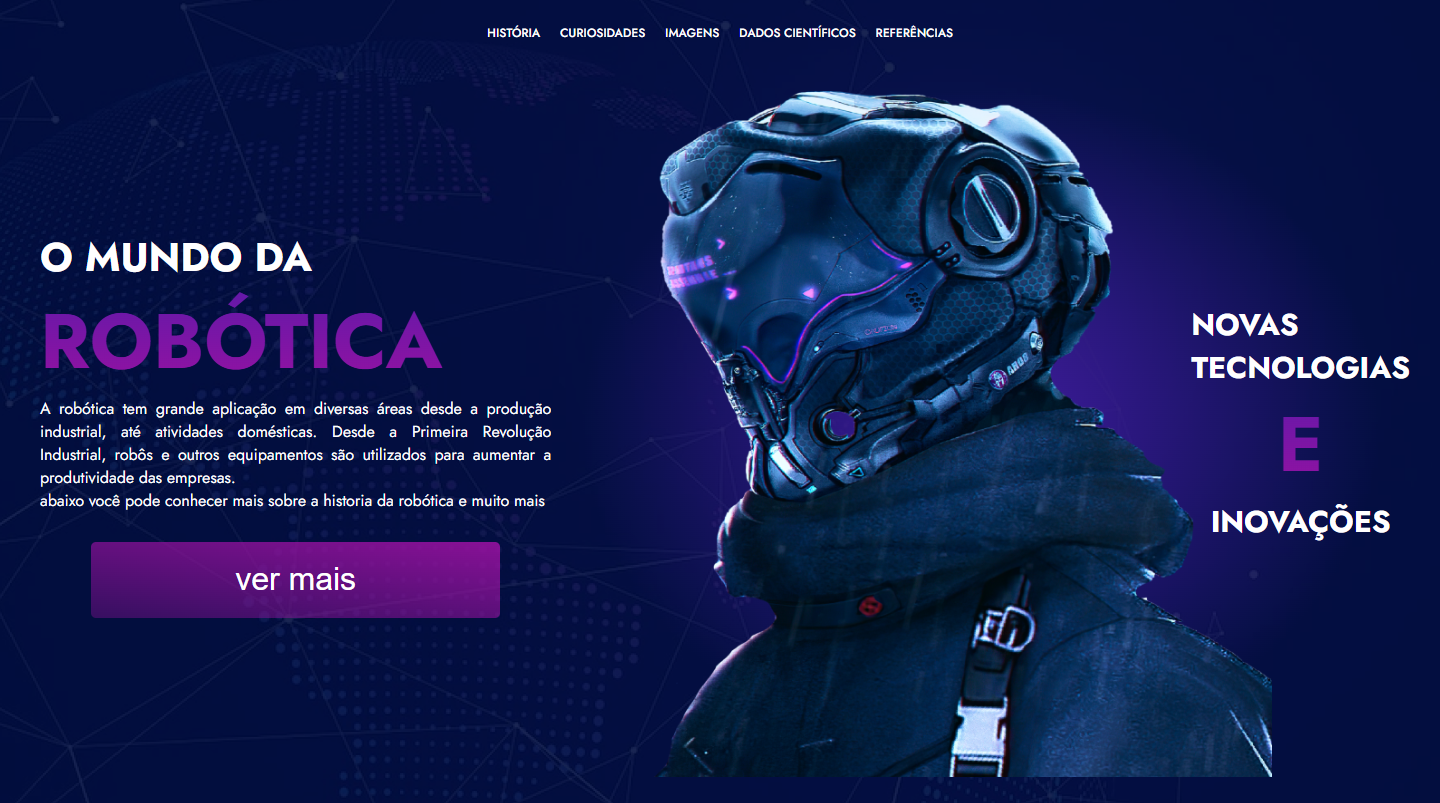 HISTÓRIA CURIOSIDADES IMAGENS DADOS CIENTÍFICOS REFERÊNCIAS
O MUNDO DA
ROBÓTICA
A robótica tem grande aplicação em diversas áreas desde a produção
industrial, até atividades domésticas. Desde a Primeira Revolução
Industrial, robôs e outros equipamentos são utilizados para aumentar a
produtividade das empresas.
abaixo você pode conhecer mais sobre a historia da robótica e muito mais
ver mais
NOVAS
TECNOLOGIAS
E
INOVAÇÕES